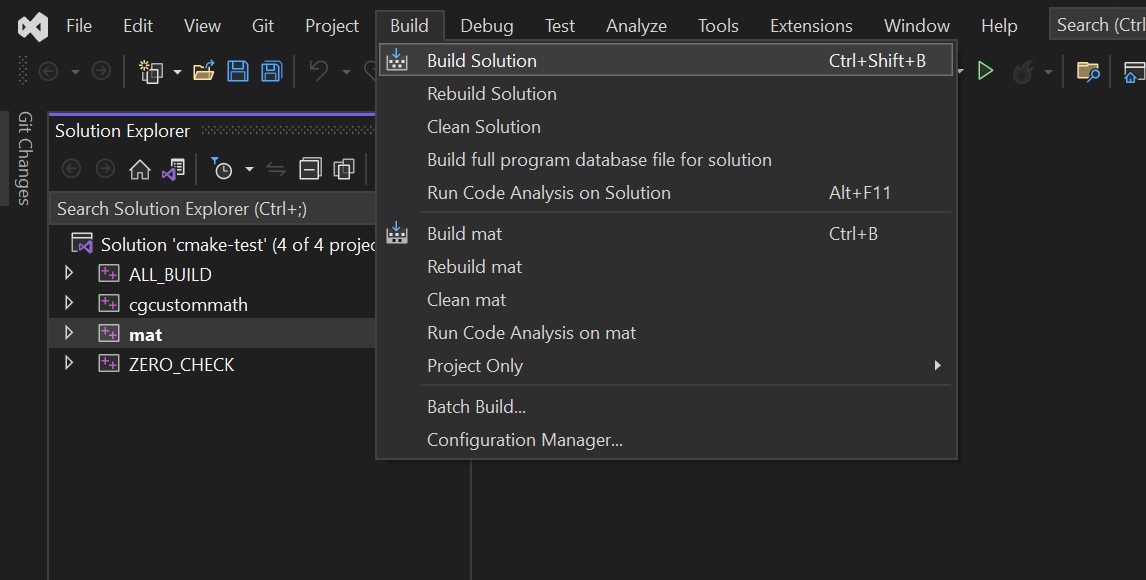 File Edit View Git Project Build Debug Test Analyze Tools Extensions Window Help Search (Ctrl
Git Changes
Solution Explorer
Search Solution Explorer (Ctrl+;)
Solution 'cmake-test' (4 of 4 projec
ALL_BUILD
cgcustommath
mat
ZERO_CHECK
Build Solution Ctrl+Shift+B
Rebuild Solution
Clean Solution
Build full program database file for solution
Run Code Analysis on Solution Alt+F11
Build mat Ctrl+B
Rebuild mat
Clean mat
Run Code Analysis on mat
Project Only
Batch Build...
Configuration Manager...